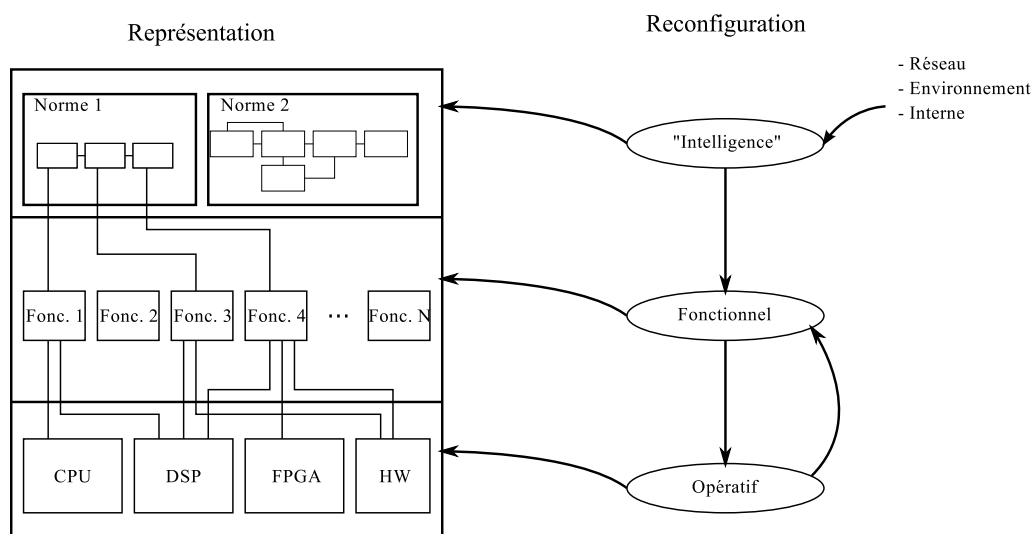 Représentation
Reconfiguration
- Réseau
- Environnement
- Interne
Norme 1
Norme 2
"Intelligence"
Fonc. 1
Fonc. 2
Fonc. 3
Fonc. 4
...
Fonc. N
Fonctionnel
CPU
DSP
FPGA
HW
Opératif